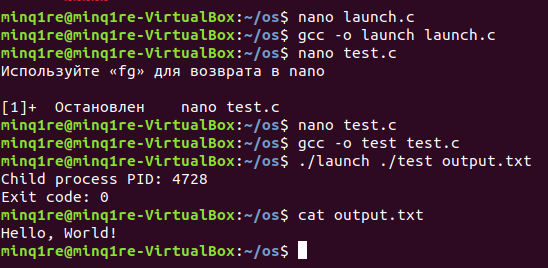 minq1re@minq1re-VirtualBox:~/os$ nano launch.c
minq1re@minq1re-VirtualBox:~/os$ gcc -o launch launch.c
minq1re@minq1re-VirtualBox:~/os$ nano test.c
Используйте «fg» для возврата в nano
[1]+  Остановлен    nano test.c
minq1re@minq1re-VirtualBox:~/os$ nano test.c
minq1re@minq1re-VirtualBox:~/os$ gcc -o test test.c
minq1re@minq1re-VirtualBox:~/os$ ./launch ./test output.txt
Child process PID: 4728
Exit code: 0
minq1re@minq1re-VirtualBox:~/os$ cat output.txt
Hello, World!
minq1re@minq1re-VirtualBox:~/os$